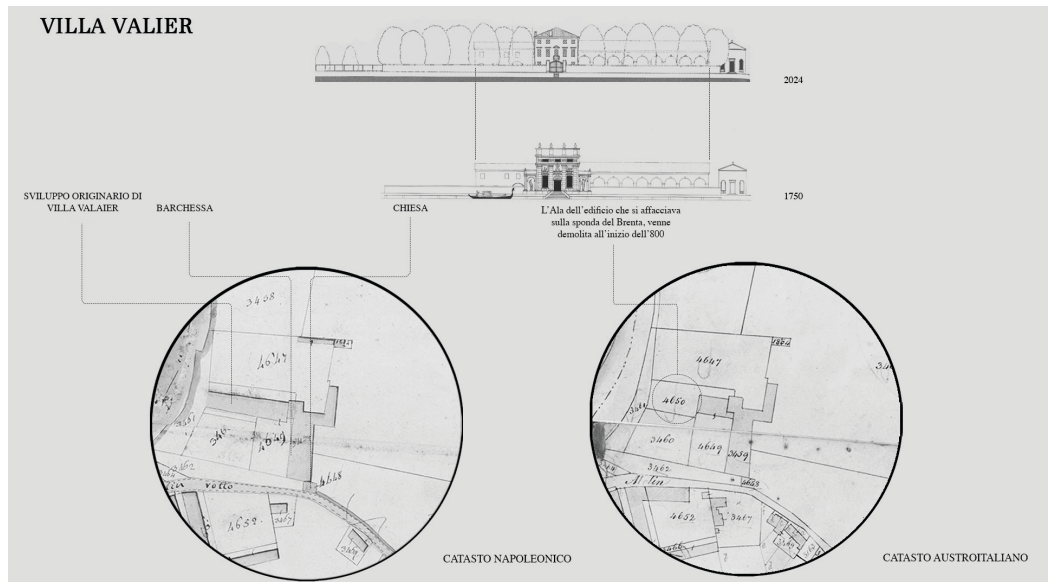 VILLA VALIER
2024
1750
SVILUPPO ORIGINARIO DI
VILLA VALAIER
BARCHESSA
CHIESA
L'Ala dell'edificio che si affacciava
sulla sponda del Brenta, venne
demolita all'inizio dell'800
3458
4647
3462
4648
4652
3467
CATASTO NAPOLEONICO
4647
4650
3460
4649
3459
3462
4648
4652
3467
CATASTO AUSTROITALIANO